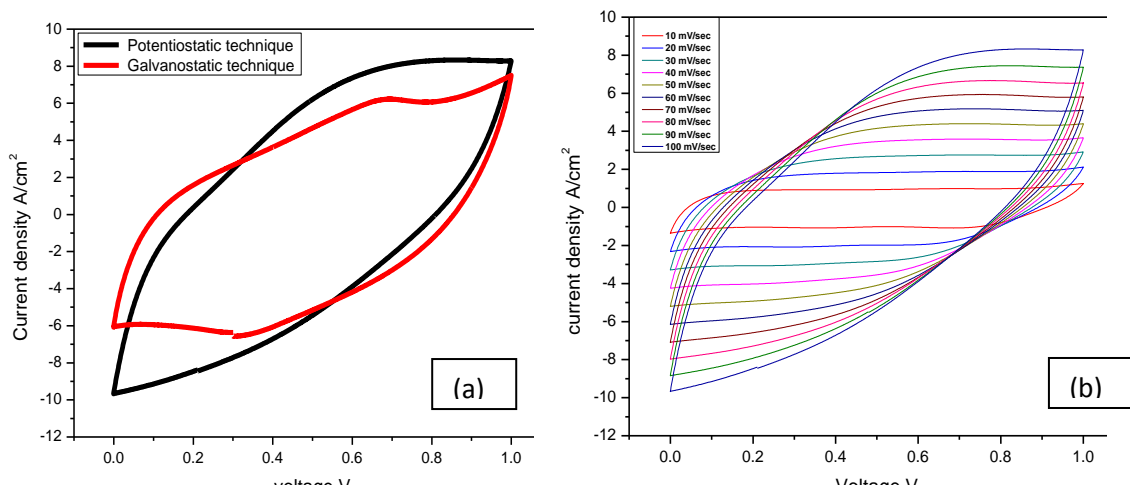 Potentiostatic technique
Galvanostatic technique
10
8
6
4
2
0
-2
-4
-6
-8
-10
-12
Current density A/cm²
0.0 0.2 0.4 0.6 0.8 1.0
voltage V
(a)
10 mV/sec
20 mV/sec
30 mV/sec
40 mV/sec
50 mV/sec
60 mV/sec
70 mV/sec
80 mV/sec
90 mV/sec
100 mV/sec
10
8
6
4
2
0
-2
-4
-6
-8
-10
-12
current density A/cm²
0.0 0.2 0.4 0.6 0.8 1.0
Voltage V
(b)